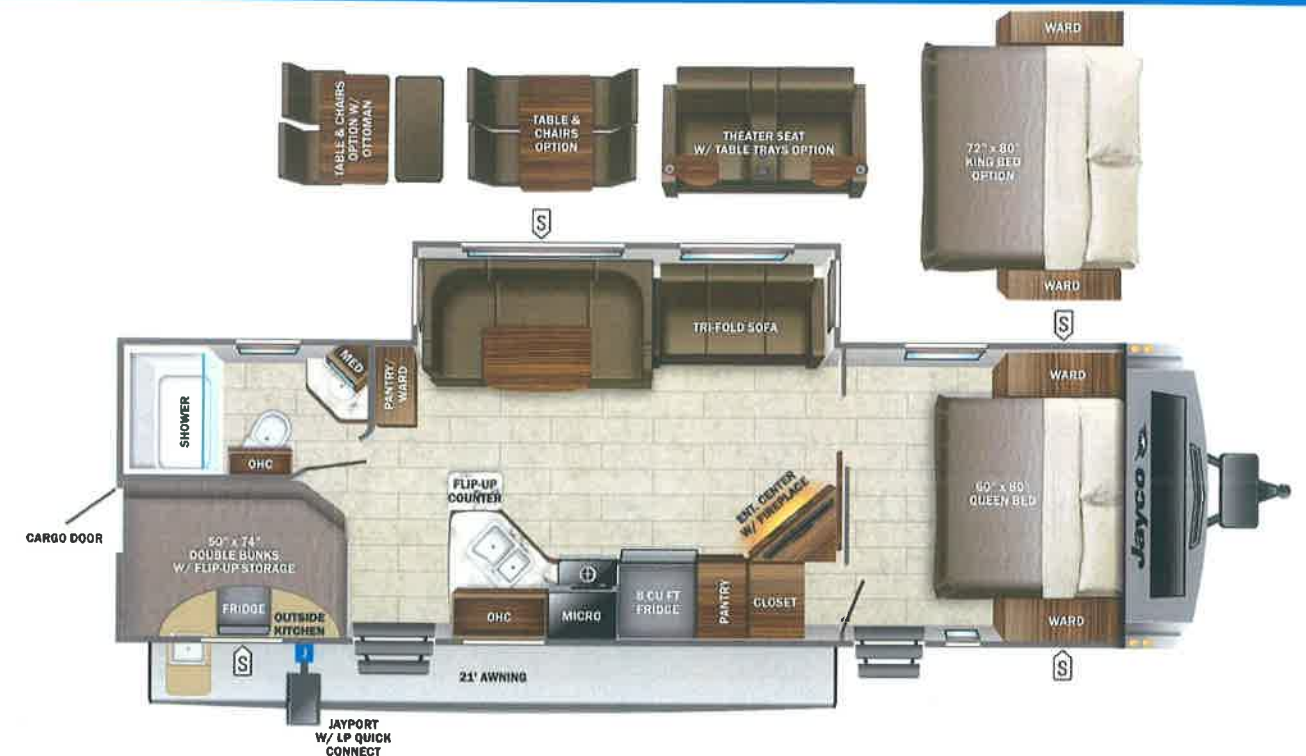 WARD
TABLE & CHAIRS
OPTION W/
OTTOMAN
TABLE &
CHAIRS
OPTION
THEATER SEAT
W/ TABLE TRAYS OPTION
72" x 80"
KING BED
OPTION
WARD
S
S
TRI-FOLD SOFA
MED
PANTRY/
WARD
WARD
SHOWER
OHC
FLIP-UP
COUNTER
ENT. CENTER
W/ FIREPLACE
60" x 80"
QUEEN BED
Jayco
CARGO DOOR
50" x 74"
DOUBLE BUNKS
W/ FLIP-UP STORAGE
FRIDGE
OUTSIDE
KITCHEN
OHC
MICRO
8 CU FT
FRIDGE
PANTRY
CLOSET
WARD
S
J
21' AWNING
S
JAYPORT
W/ LP QUICK
CONNECT